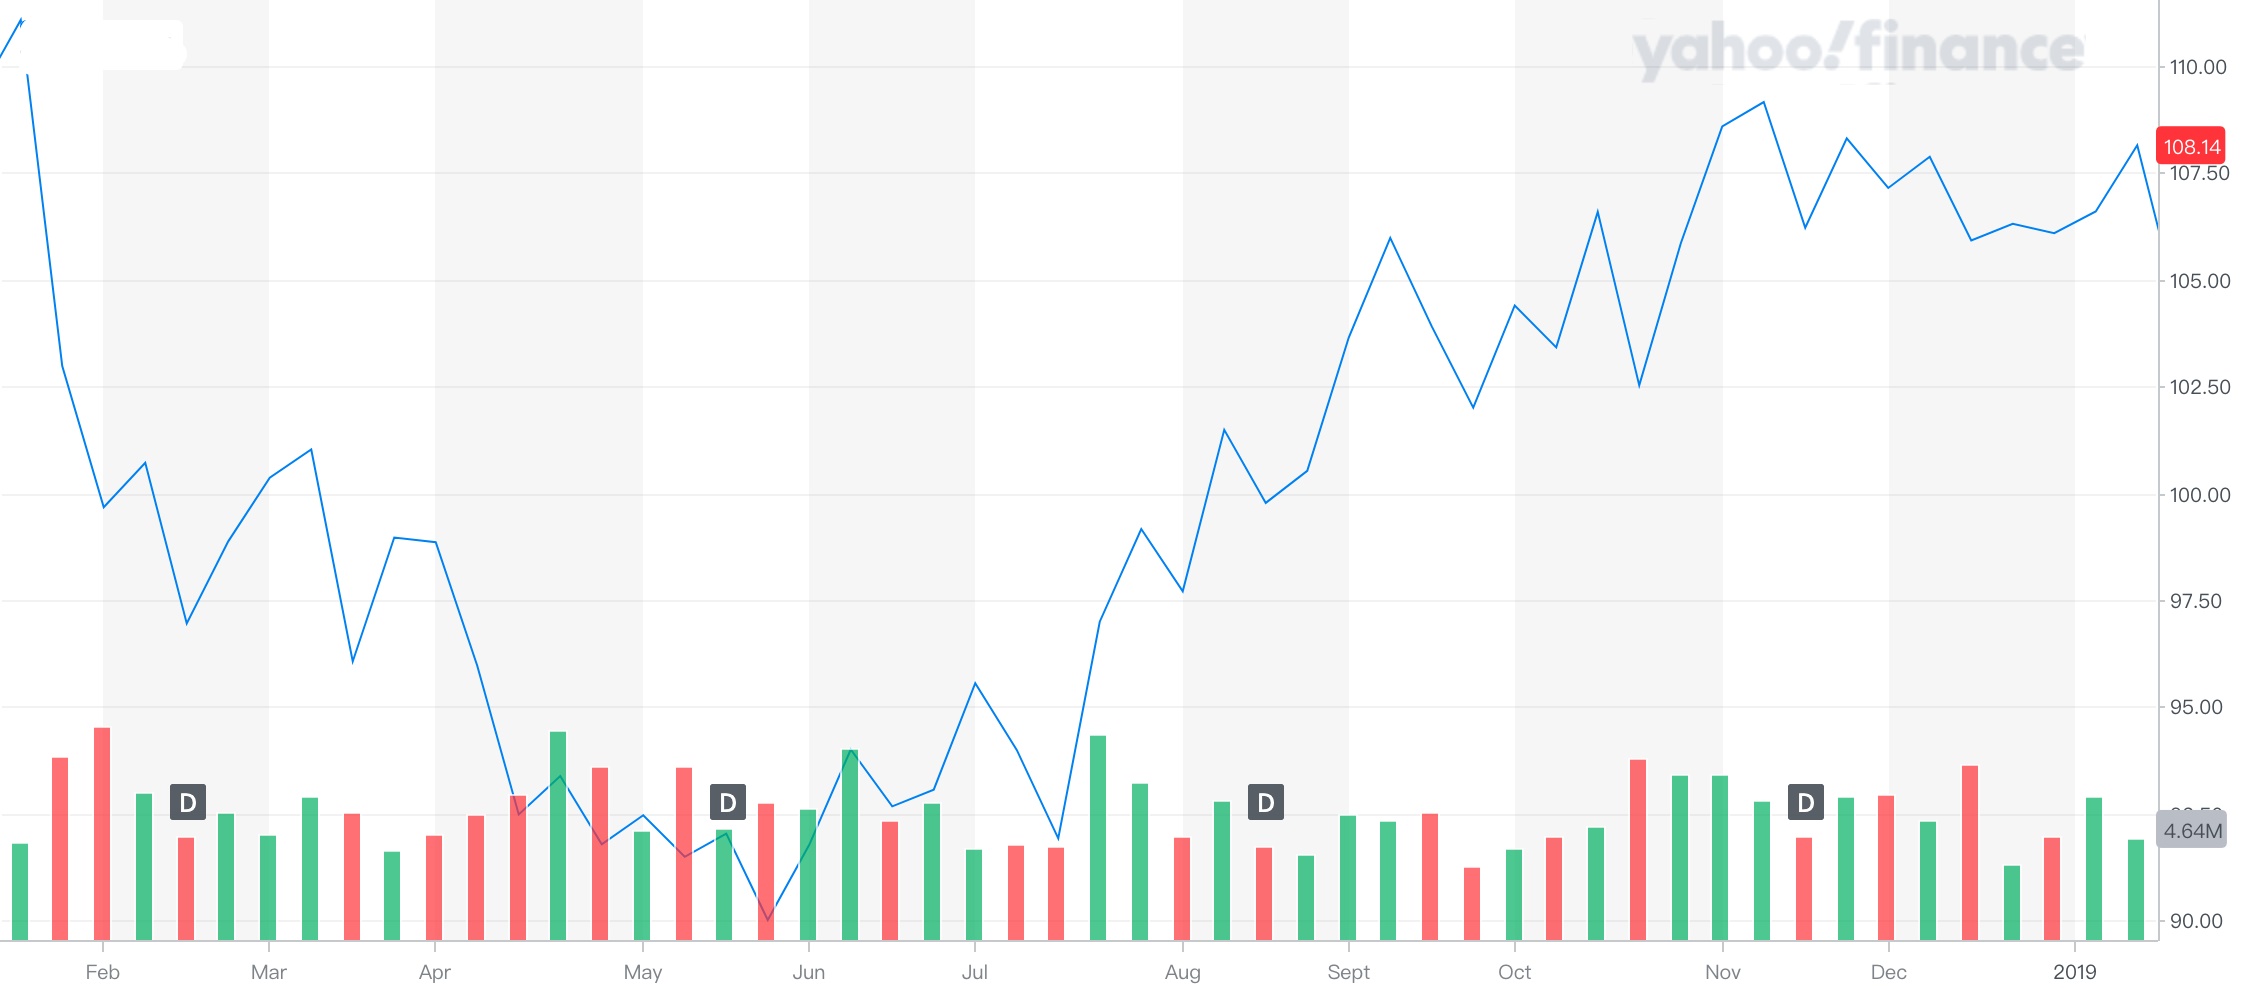 yahoo!finance
110.00
108.14
107.50
105.00
102.50
100.00
97.50
95.00
D
D
D
D
4.64M
90.00
Feb Mar Apr May Jun Jul Aug Sept Oct Nov Dec 2019